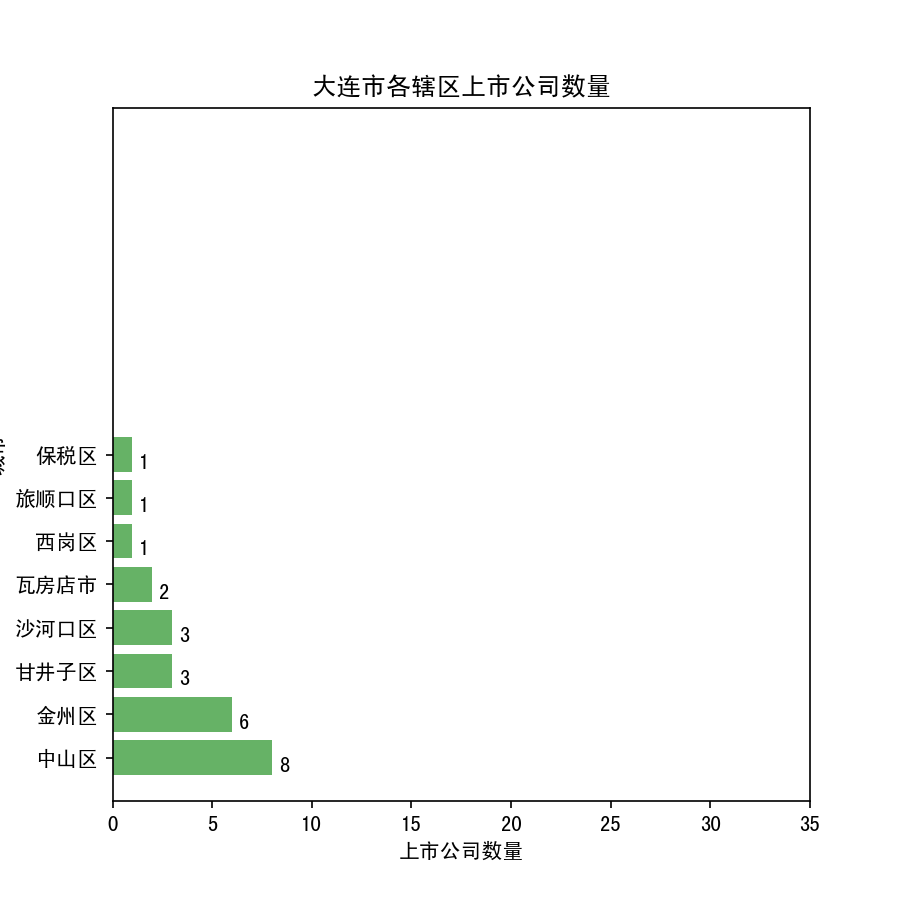 大连市各辖区上市公司数量
保税区 1
旅顺口区 1
西岗区 1
瓦房店市 2
沙河口区 3
甘井子区 3
金州区 6
中山区 8
0 5 10 15 20 25 30 35
上市公司数量